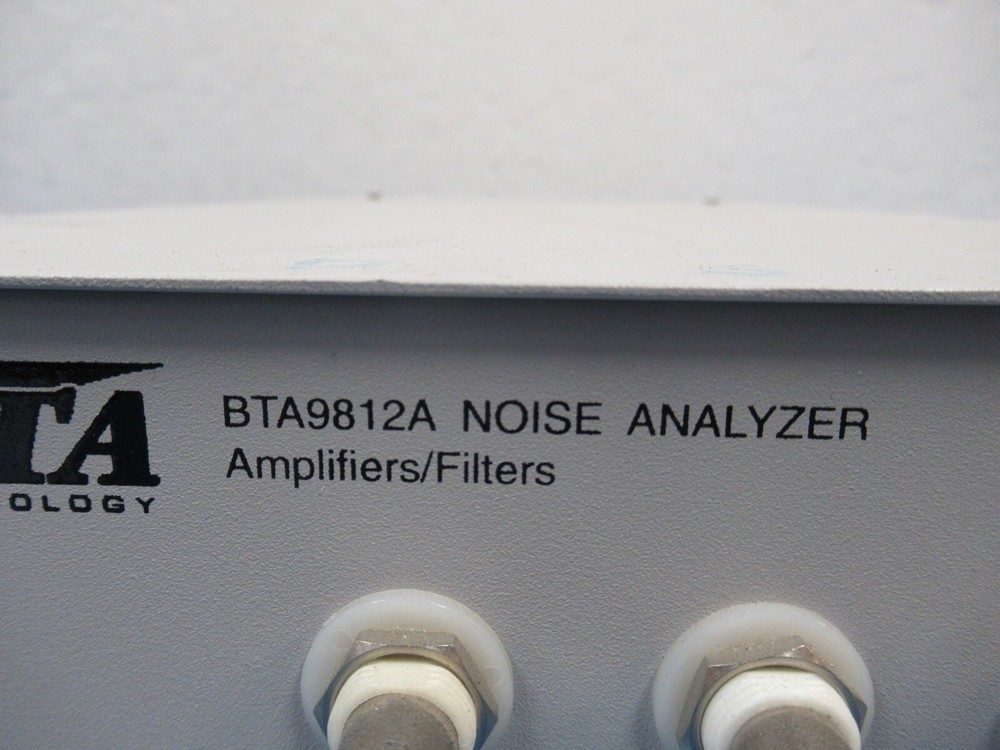 TA
OLOGY
BTA9812A NOISE ANALYZER
Amplifiers/Filters